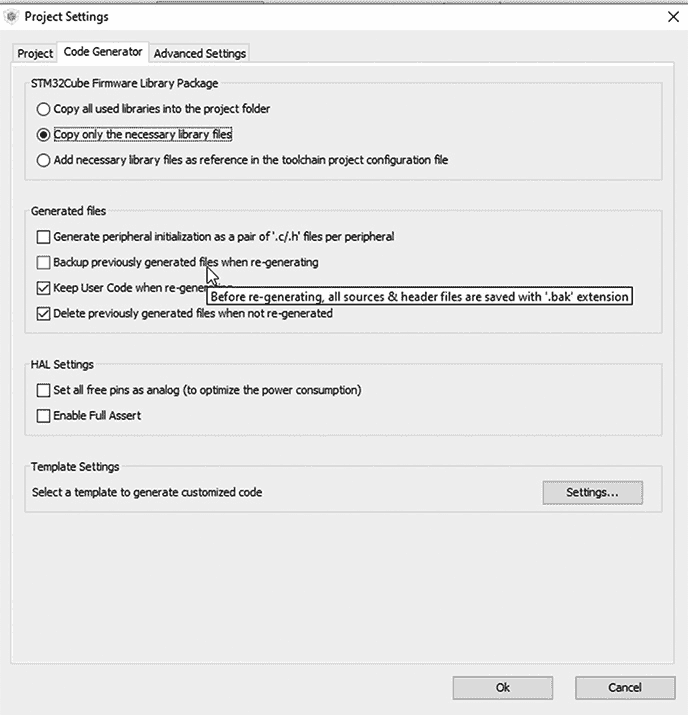 Project Settings
Project Code Generator Advanced Settings
STM32Cube Firmware Library Package
Copy all used libraries into the project folder
Copy only the necessary library files
Add necessary library files as reference in the toolchain project configuration file
Generated files
Generate peripheral initialization as a pair of '.c/.h' files per peripheral
Backup previously generated files when re-generating
Keep User Code when
Before re-generating, all sources & header files are saved with '.bak' extension
Delete previously generated files when not re-generated
HAL Settings
Set all free pins as analog (to optimize the power consumption)
Enable Full Assert
Template Settings
Select a template to generate customized code
Settings...
Ok Cancel